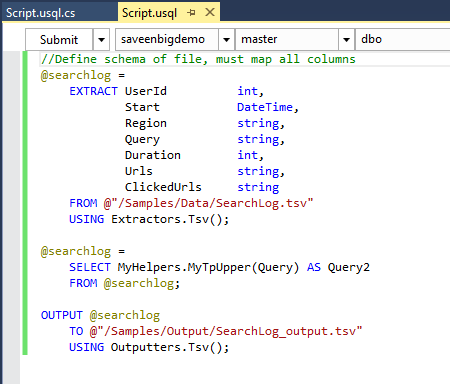 Script.usql.cs Script.usql
Submit saveenbigdemo master dbo
//Define schema of file, must map all columns
@searchlog =
EXTRACT UserId int,
Start DateTime,
Region string,
Query string,
Duration int,
Urls string,
ClickedUrls string
FROM @"/Samples/Data/SearchLog.tsv"
USING Extractors.Tsv();
@searchlog =
SELECT MyHelpers.MyTpUpper(Query) AS Query2
FROM @searchlog;
OUTPUT @searchlog
TO @"/Samples/Output/SearchLog_output.tsv"
USING Outputters.Tsv();